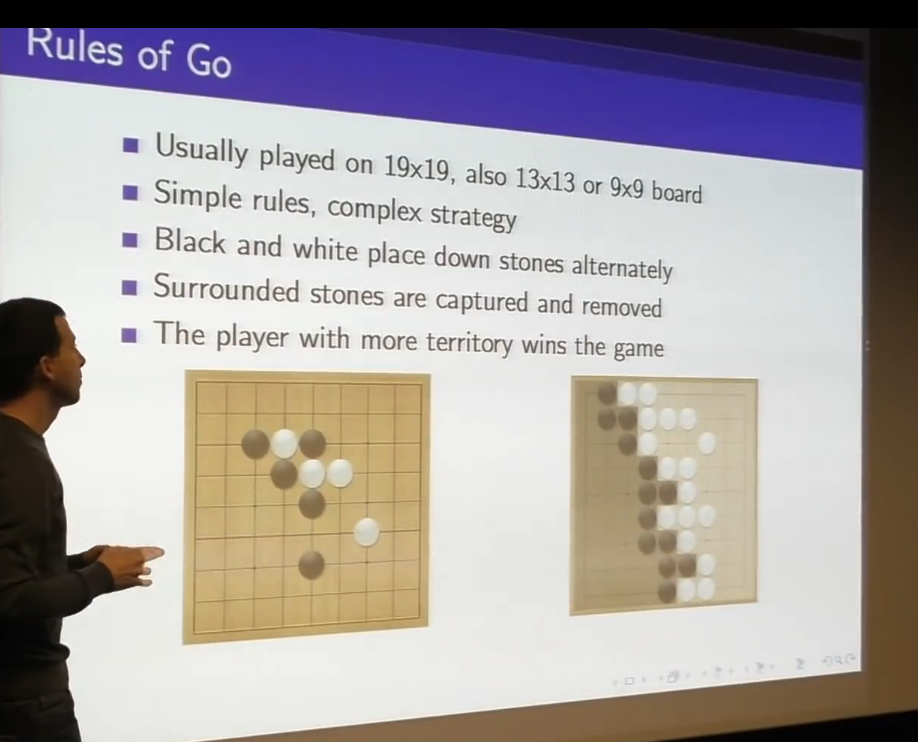 Rules of Go
Usually played on 19x19, also 13x13 or 9x9 board
Simple rules, complex strategy
Black and white place down stones alternately
Surrounded stones are captured and removed
The player with more territory wins the game